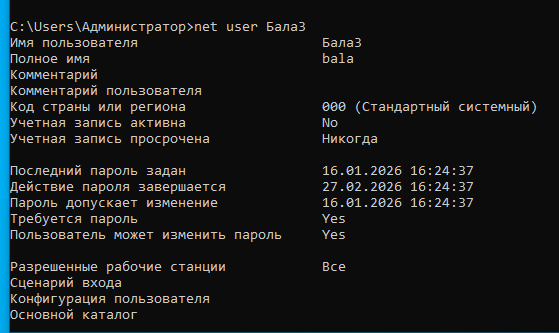 C:\Users\Администратор>net user Бала3
Имя пользователя Бала3
Полное имя bala
Комментарий
Комментарий пользователя
Код страны или региона 000 (Стандартный системный)
Учетная запись активна No
Учетная запись просрочена Никогда
Последний пароль задан 16.01.2026 16:24:37
Действие пароля завершается 27.02.2026 16:24:37
Пароль допускает изменение 16.01.2026 16:24:37
Требуется пароль Yes
Пользователь может изменить пароль Yes
Разрешенные рабочие станции Все
Сценарий входа
Конфигурация пользователя
Основной каталог